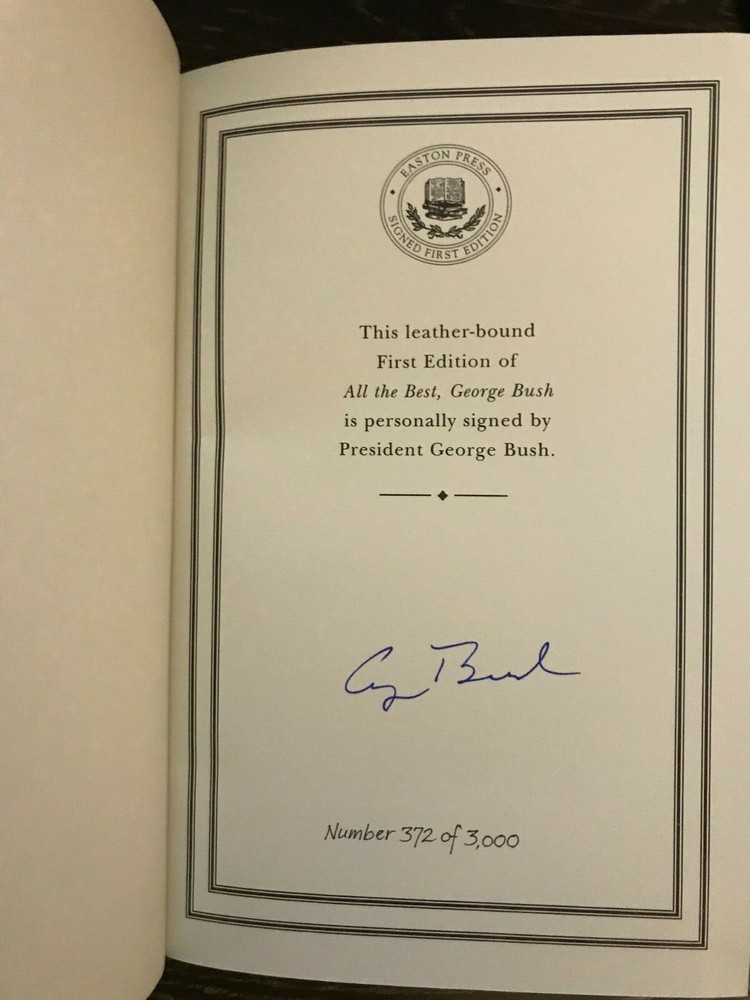 EASTON PRESS
SIGNED FIRST EDITION
This leather-bound
First Edition of
All the Best, George Bush
is personally signed by
President George Bush.
G Bush
Number 372 of 3,000